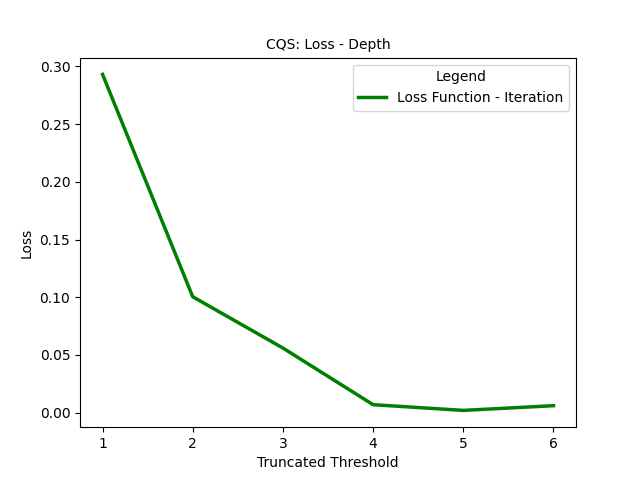 CQS: Loss - Depth
Legend
Loss Function - Iteration
Loss
0.30
0.25
0.20
0.15
0.10
0.05
0.00
1 2 3 4 5 6
Truncated Threshold